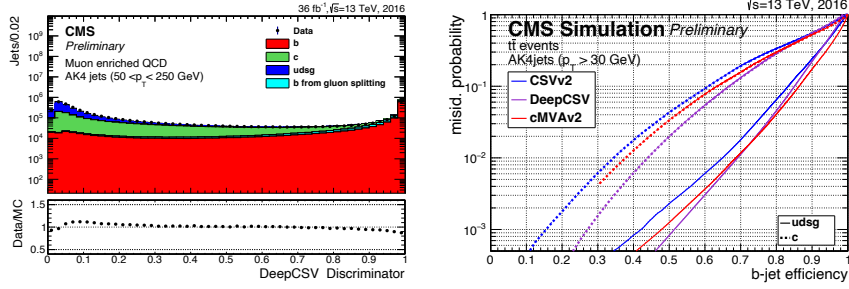 36 fb⁻¹,√s=13 TeV, 2016
CMS
Preliminary
Muon enriched QCD
AK4 jets (50 <p_T< 250 GeV)
Data
b
c
udsg
b from gluon splitting
Jets/0.02
10⁹
10⁸
10⁷
10⁶
10⁵
10⁴
10³
10²
Data/MC
1.5
1
0.5
0 0.1 0.2 0.3 0.4 0.5 0.6 0.7 0.8 0.9 1
DeepCSV Discriminator
√s=13 TeV, 2016
CMS Simulation Preliminary
tt̄ events
AK4jets (p_T > 30 GeV)
CSVv2
DeepCSV
cMVAv2
misid. probability
1
10⁻¹
10⁻²
10⁻³
udsg
c
0 0.1 0.2 0.3 0.4 0.5 0.6 0.7 0.8 0.9 1
b-jet efficiency